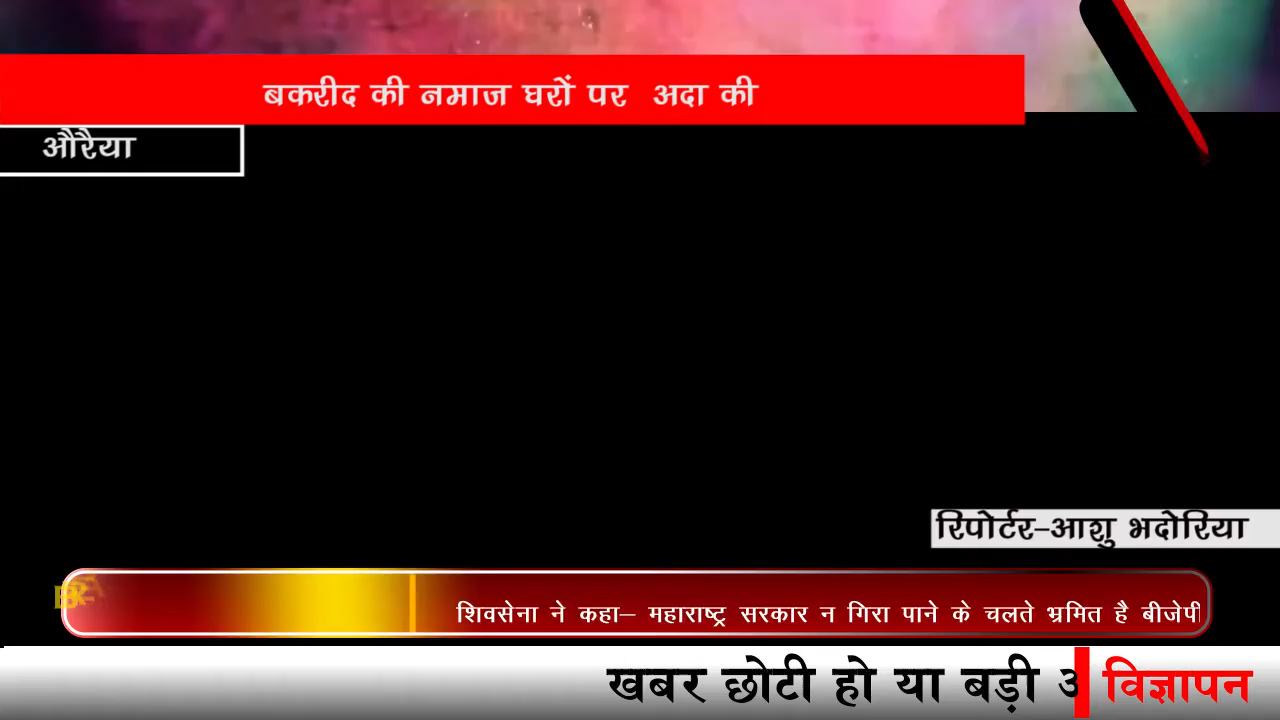 बकरीद की नमाज घरों पर अदा की
औरैया
रिपोर्टर-आशु भदोरिया
शिवसेना ने कहा– महाराष्ट्र सरकार न गिरा पाने के चलते भ्रमित है बीजेपी
खबर छोटी हो या बड़ी
विज्ञापन